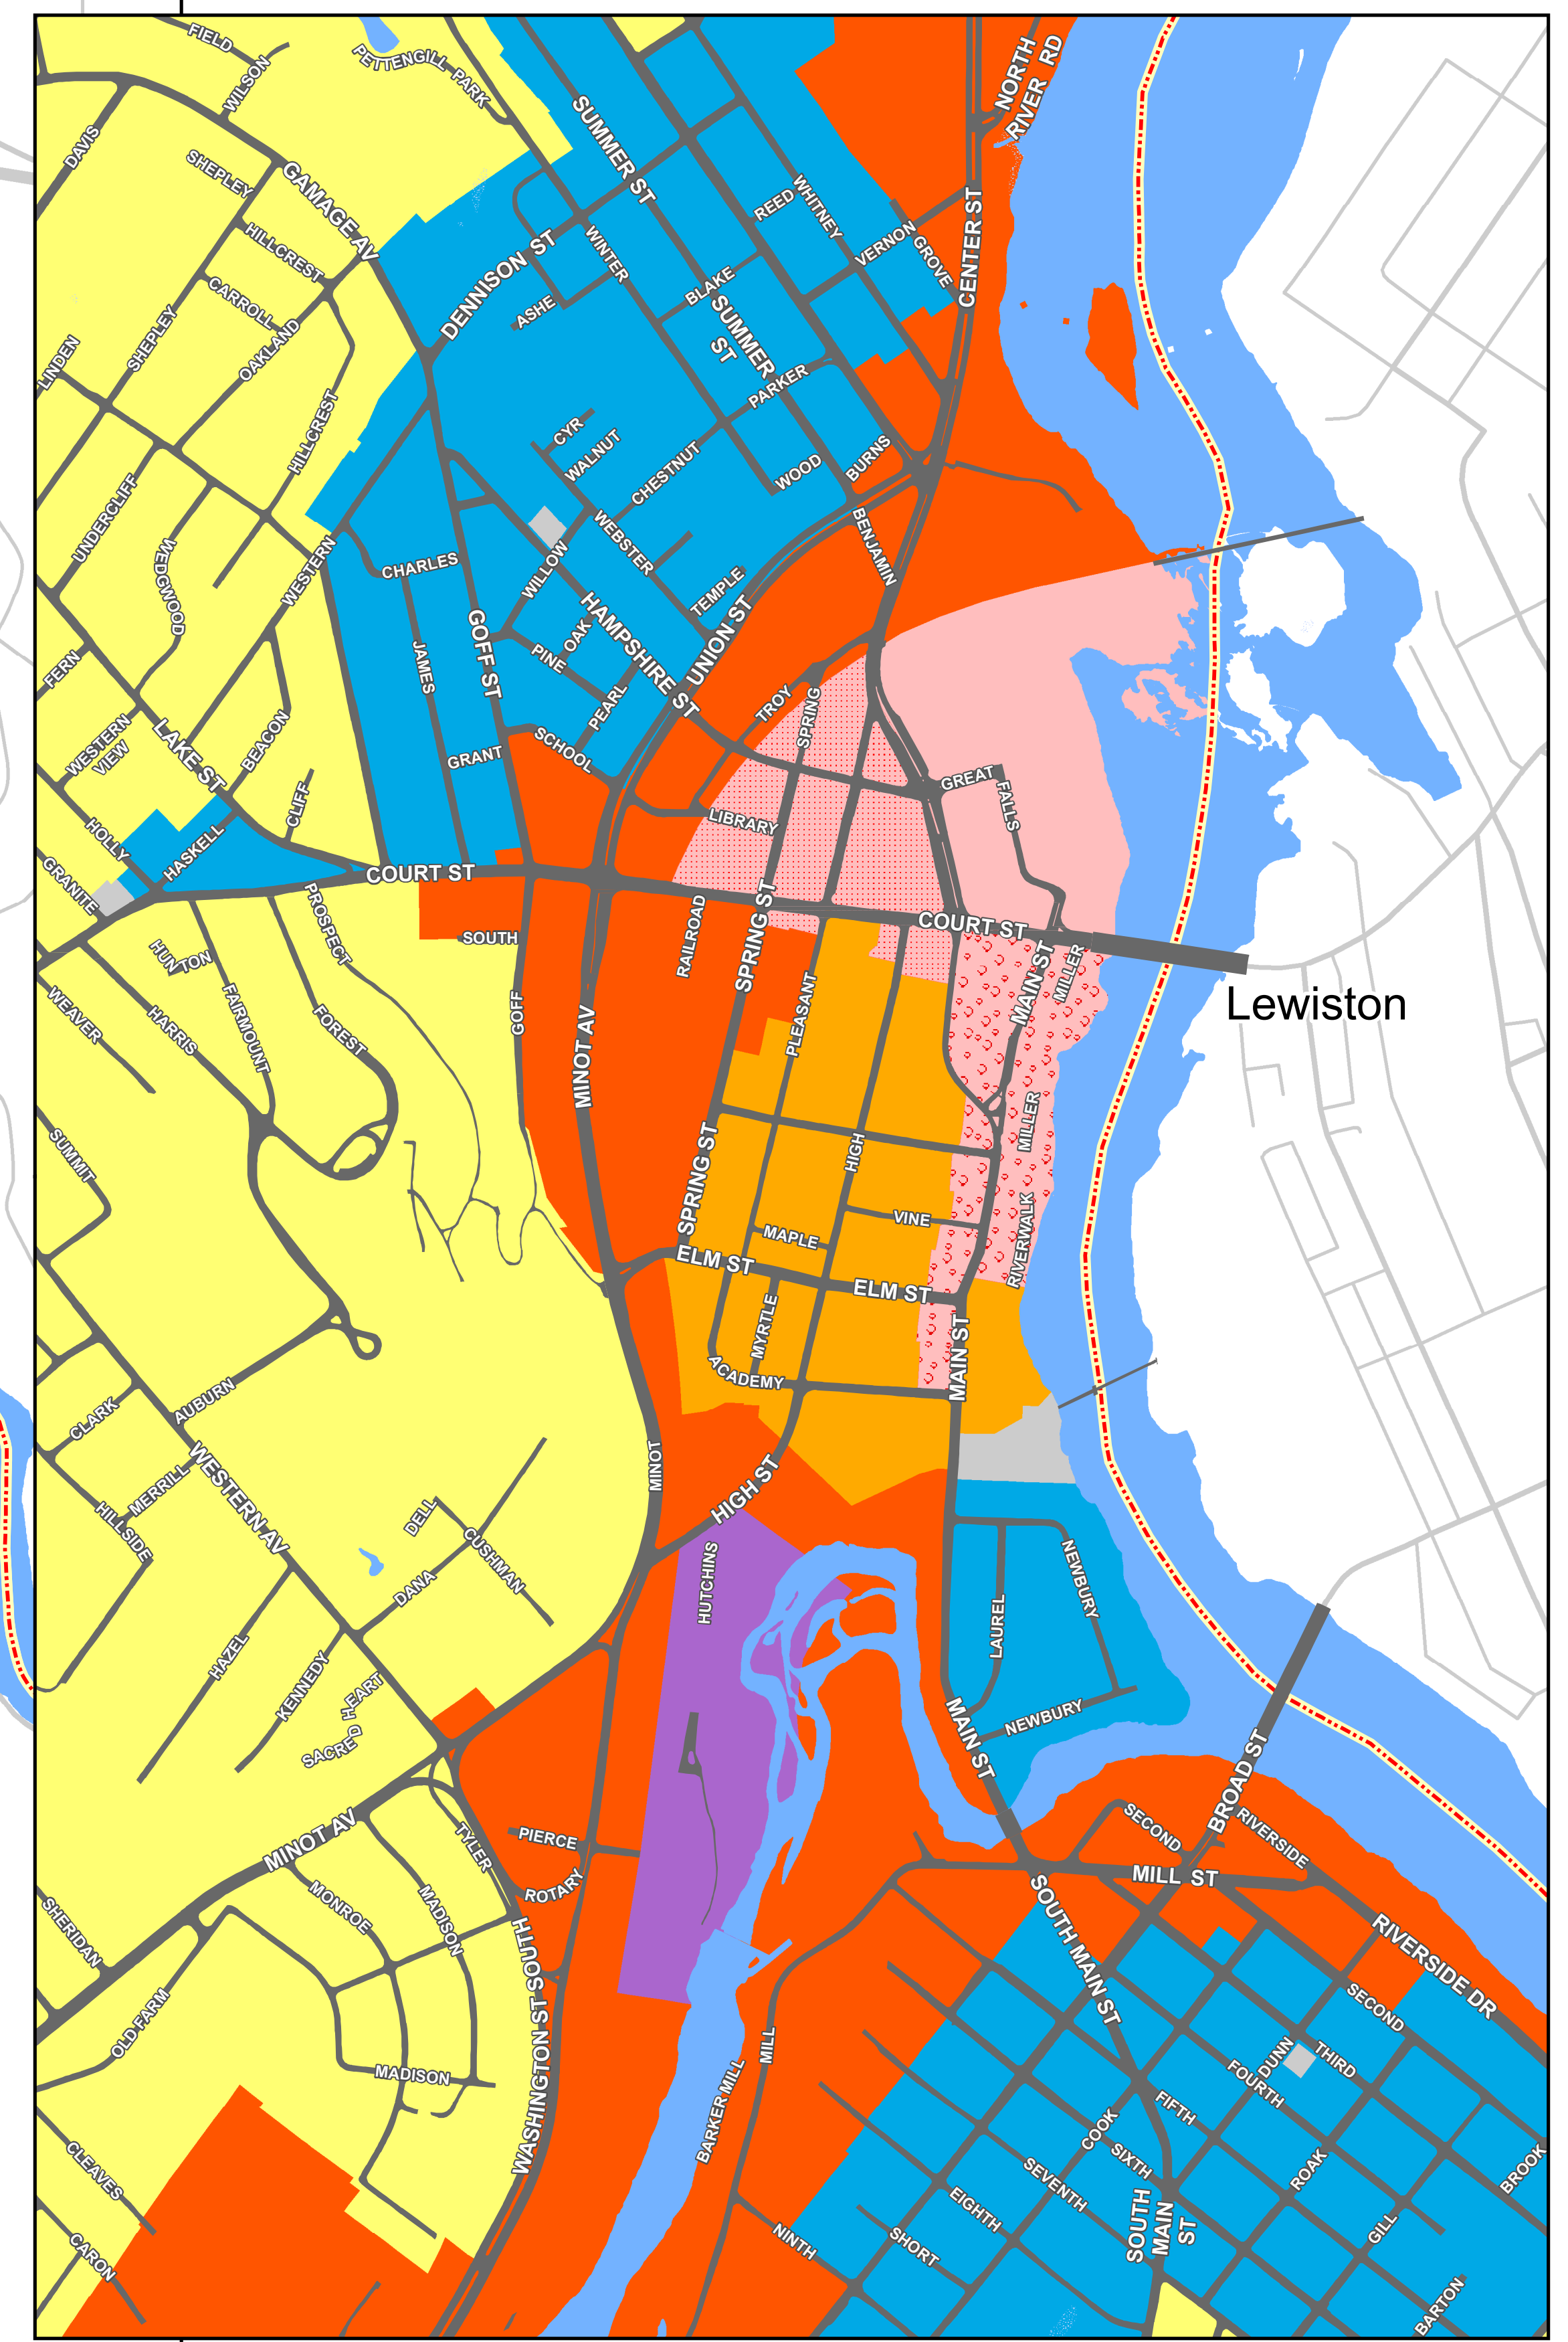 FIELD
WILSON
PETTENGILL PARK
NORTH
RIVER RD
DAVIS
SUMMER ST
SHEPLEY
GAMAGE AV
REED
WHITNEY
VERNON
GROVE
CENTER ST
HILLCREST
DENNISON ST
WINTER
CARROLL
ASHE
BLAKE
SUMMER
ST
SHEPLEY
OAKLAND
LINDEN
PARKER
HILLCREST
CYR
WALNUT
CHESTNUT
WOOD
BURNS
UNDERCLIFF
WEBSTER
BENJAMIN
WEDGWOOD
WESTERN
CHARLES
WILLOW
TEMPLE
HAMPSHIRE ST
UNION ST
OAK
PINE
GOFF ST
JAMES
FERN
PEARL
TROY
SPRING
WESTERN
VIEW
LAKE ST
BEACON
GRANT
SCHOOL
GREAT
FALLS
CLIFF
LIBRARY
HOLLY
HASKELL
GRANITE
COURT ST
PROSPECT
SPRING ST
COURT ST
RAILROAD
SOUTH
HUNTON
MAIN ST
MILLER
Lewiston
WEAVER
HARRIS
FAIRMOUNT
FOREST
GOFF
MINOT AV
PLEASANT
SUMMIT
SPRING ST
HIGH
MILLER
VINE
MAPLE
RIVERWALK
ELM ST
ELM ST
MYRTLE
MAIN ST
ACADEMY
AUBURN
CLARK
WESTERN AV
MINOT
HIGH ST
MERRILL
HILLSIDE
DELL
CUSHMAN
DANA
HUTCHINS
NEWBURY
LAUREL
HAZEL
KENNEDY
SACRED HEART
NEWBURY
MAIN ST
BROAD ST
MINOT AV
TYLER
PIERCE
ROTARY
SECOND
RIVERSIDE
MILL ST
MONROE
MADISON
SHERIDAN
SOUTH MAIN ST
RIVERSIDE DR
WASHINGTON ST SOUTH
OLD FARM
SECOND
MILL
DUNN
THIRD
FOURTH
MADISON
BARKER MILL
FIFTH
COOK
SIXTH
CLEAVES
SEVENTH
ROAK
BROOK
EIGHTH
SOUTH
MAIN
ST
GILL
CARON
NINTH
SHORT
BARTON